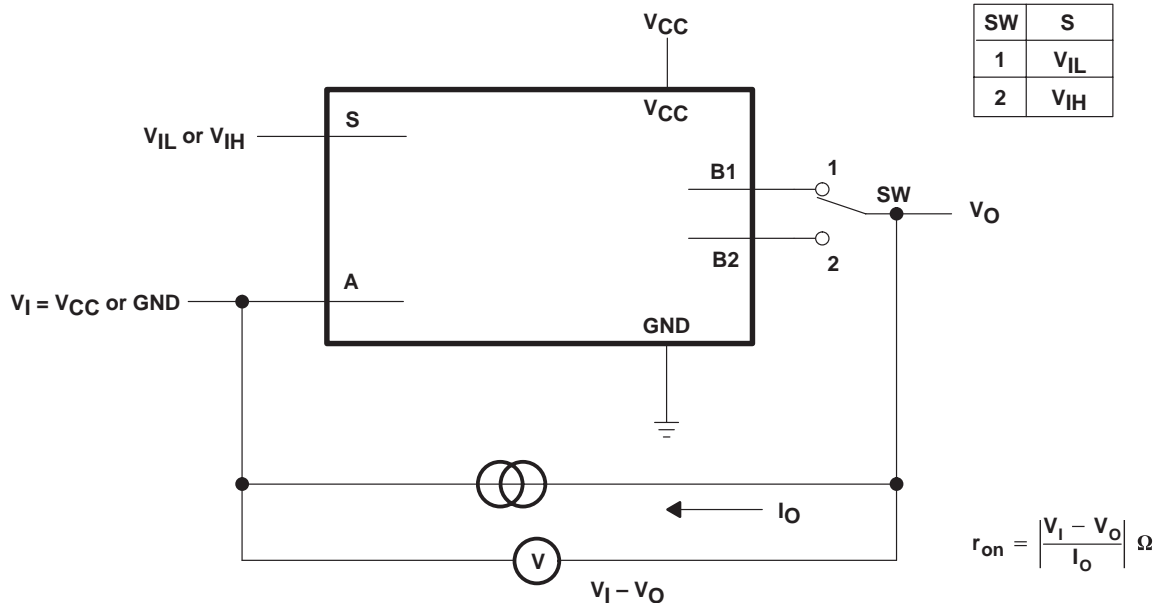 VCC
SW S
1 VIL
2 VIH
VCC
S
VIL or VIH
B1
1
SW
VO
B2
2
A
VI = VCC or GND
GND
IO
V
VI – VO
ron = |VI – VO / IO| Ω